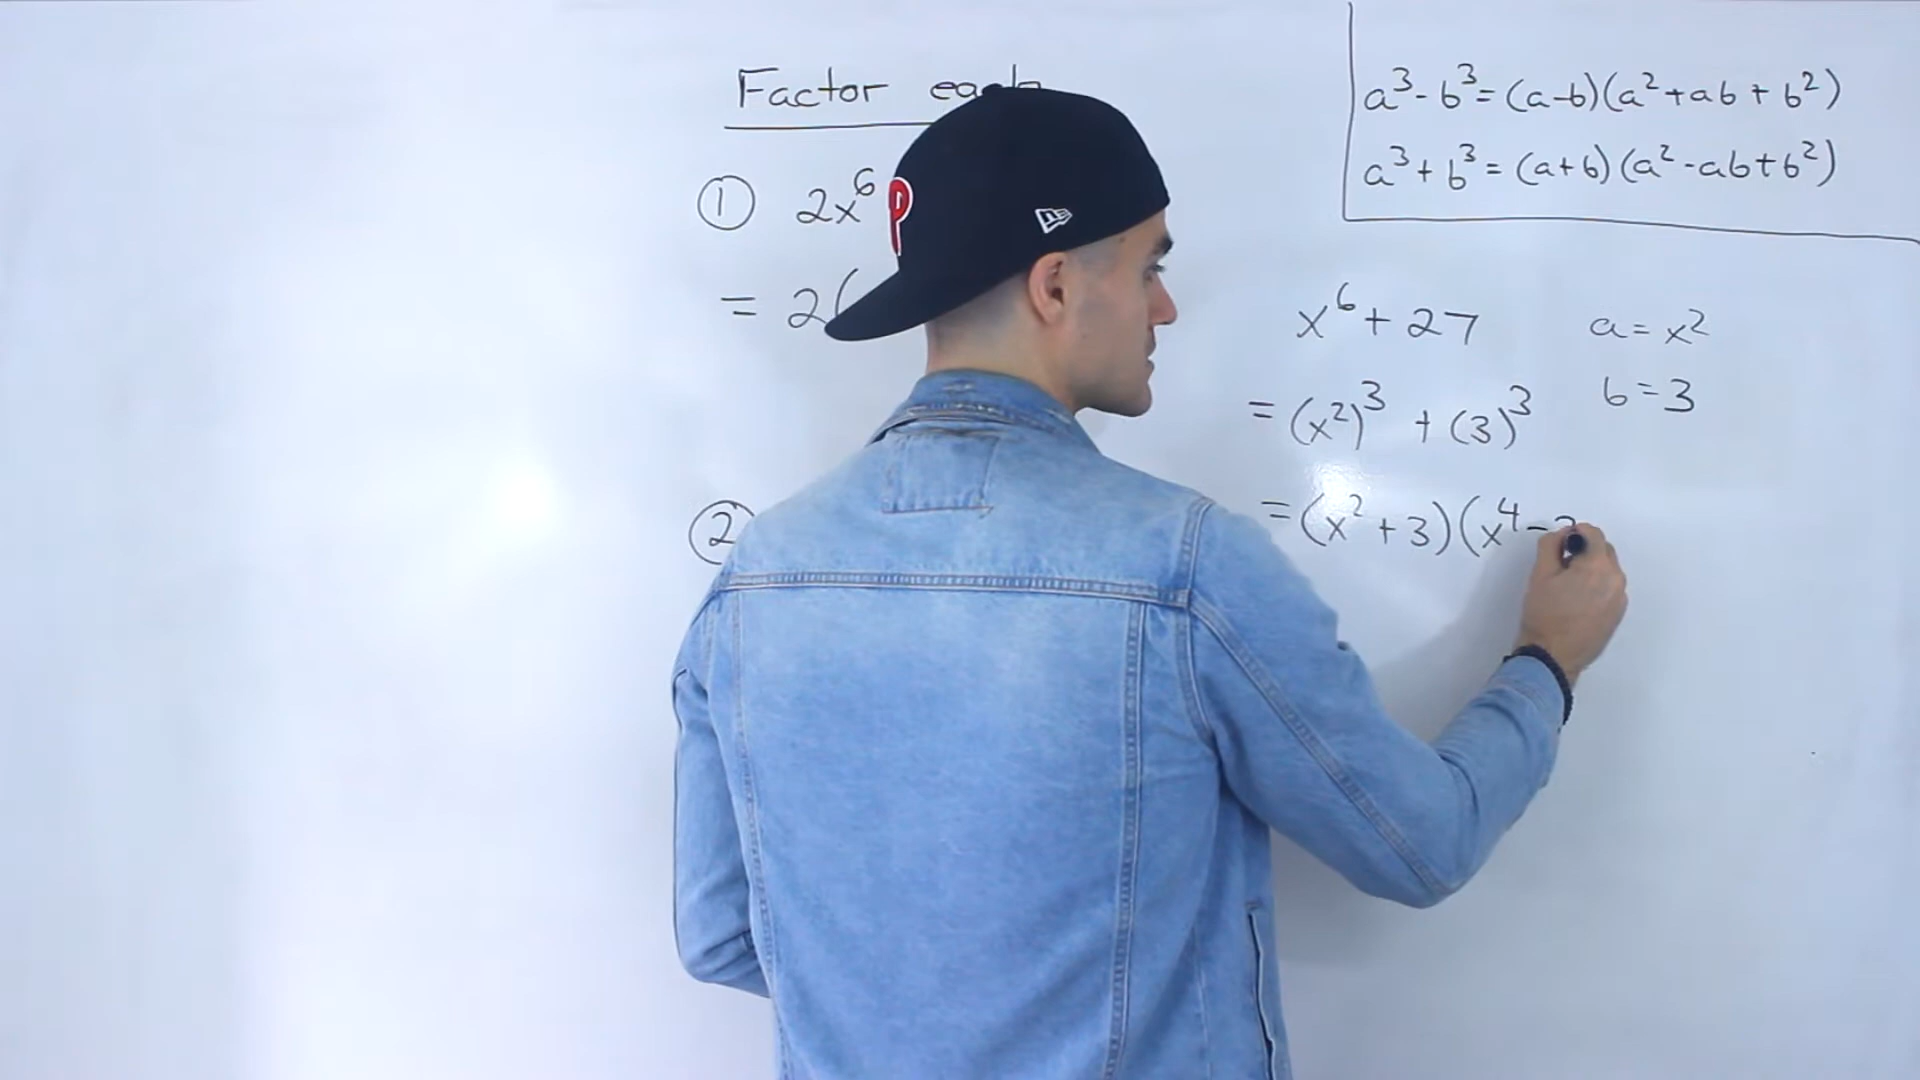 Factor each
① 2x⁶
= 2(
②
a³ - b³ = (a-b)(a² + ab + b²)
a³ + b³ = (a+b)(a² - ab + b²)
x⁶ + 27
a = x²
b = 3
= (x²)³ + (3)³
= (x² + 3)(x⁴ -
P